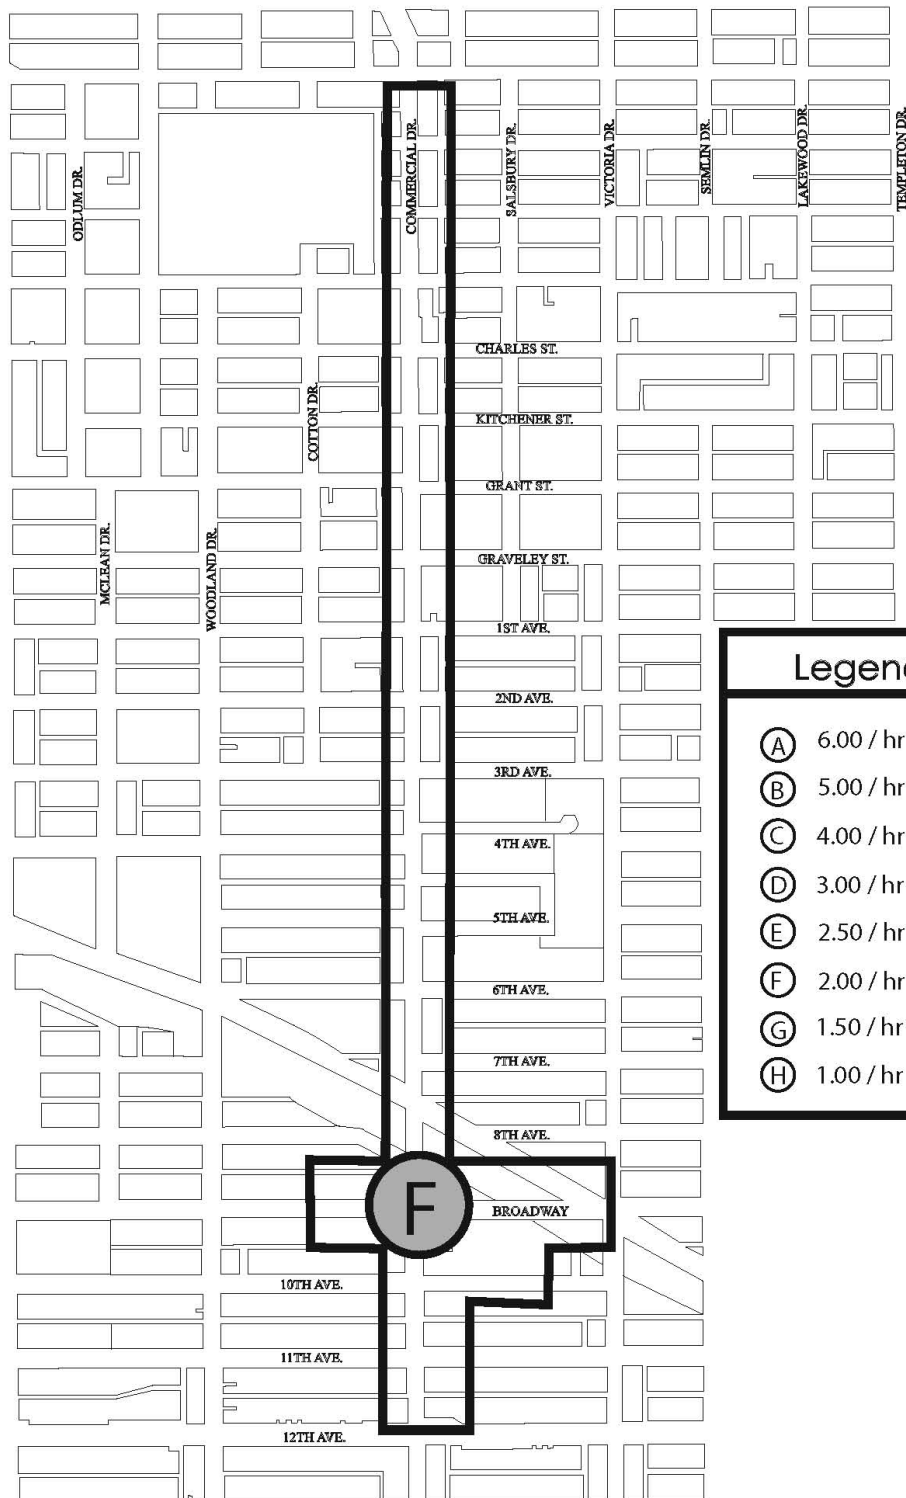 ODLUM DR.
COMMERCIAL DR.
SALSBURY DR.
VICTORIA DR.
SEMLIN DR.
LAKEWOOD DR.
TEMPLETON DR.
CHARLES ST.
COTTON DR.
KITCHENER ST.
GRANT ST.
MCLEAN DR.
WOODLAND DR.
GRAVELEY ST.
1ST AVE.
Legend
A 6.00 / hr
B 5.00 / hr
C 4.00 / hr
D 3.00 / hr
E 2.50 / hr
F 2.00 / hr
G 1.50 / hr
H 1.00 / hr
2ND AVE.
3RD AVE.
4TH AVE.
5TH AVE.
6TH AVE.
7TH AVE.
8TH AVE.
F
BROADWAY
10TH AVE.
11TH AVE.
12TH AVE.